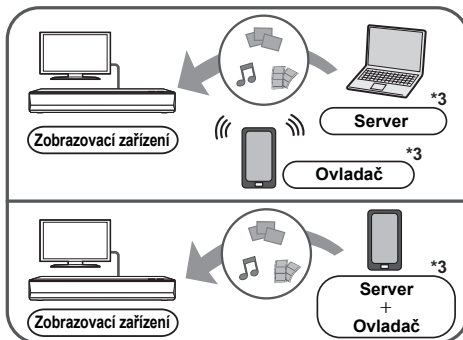 *3
Server
Zobrazovací zařízení
*3
Ovladač
*3
Server
+
Ovladač
Zobrazovací zařízení